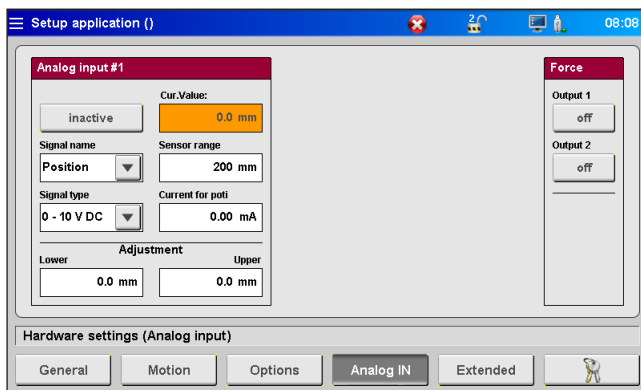 Setup application ()
2
08:08
Analog input #1
Cur.Value:
inactive
0.0 mm
Signal name
Sensor range
Position
200 mm
Signal type
Current for poti
0 - 10 V DC
0.00 mA
Adjustment
Lower
Upper
0.0 mm
0.0 mm
Force
Output 1
off
Output 2
off
Hardware settings (Analog input)
General
Motion
Options
Analog IN
Extended